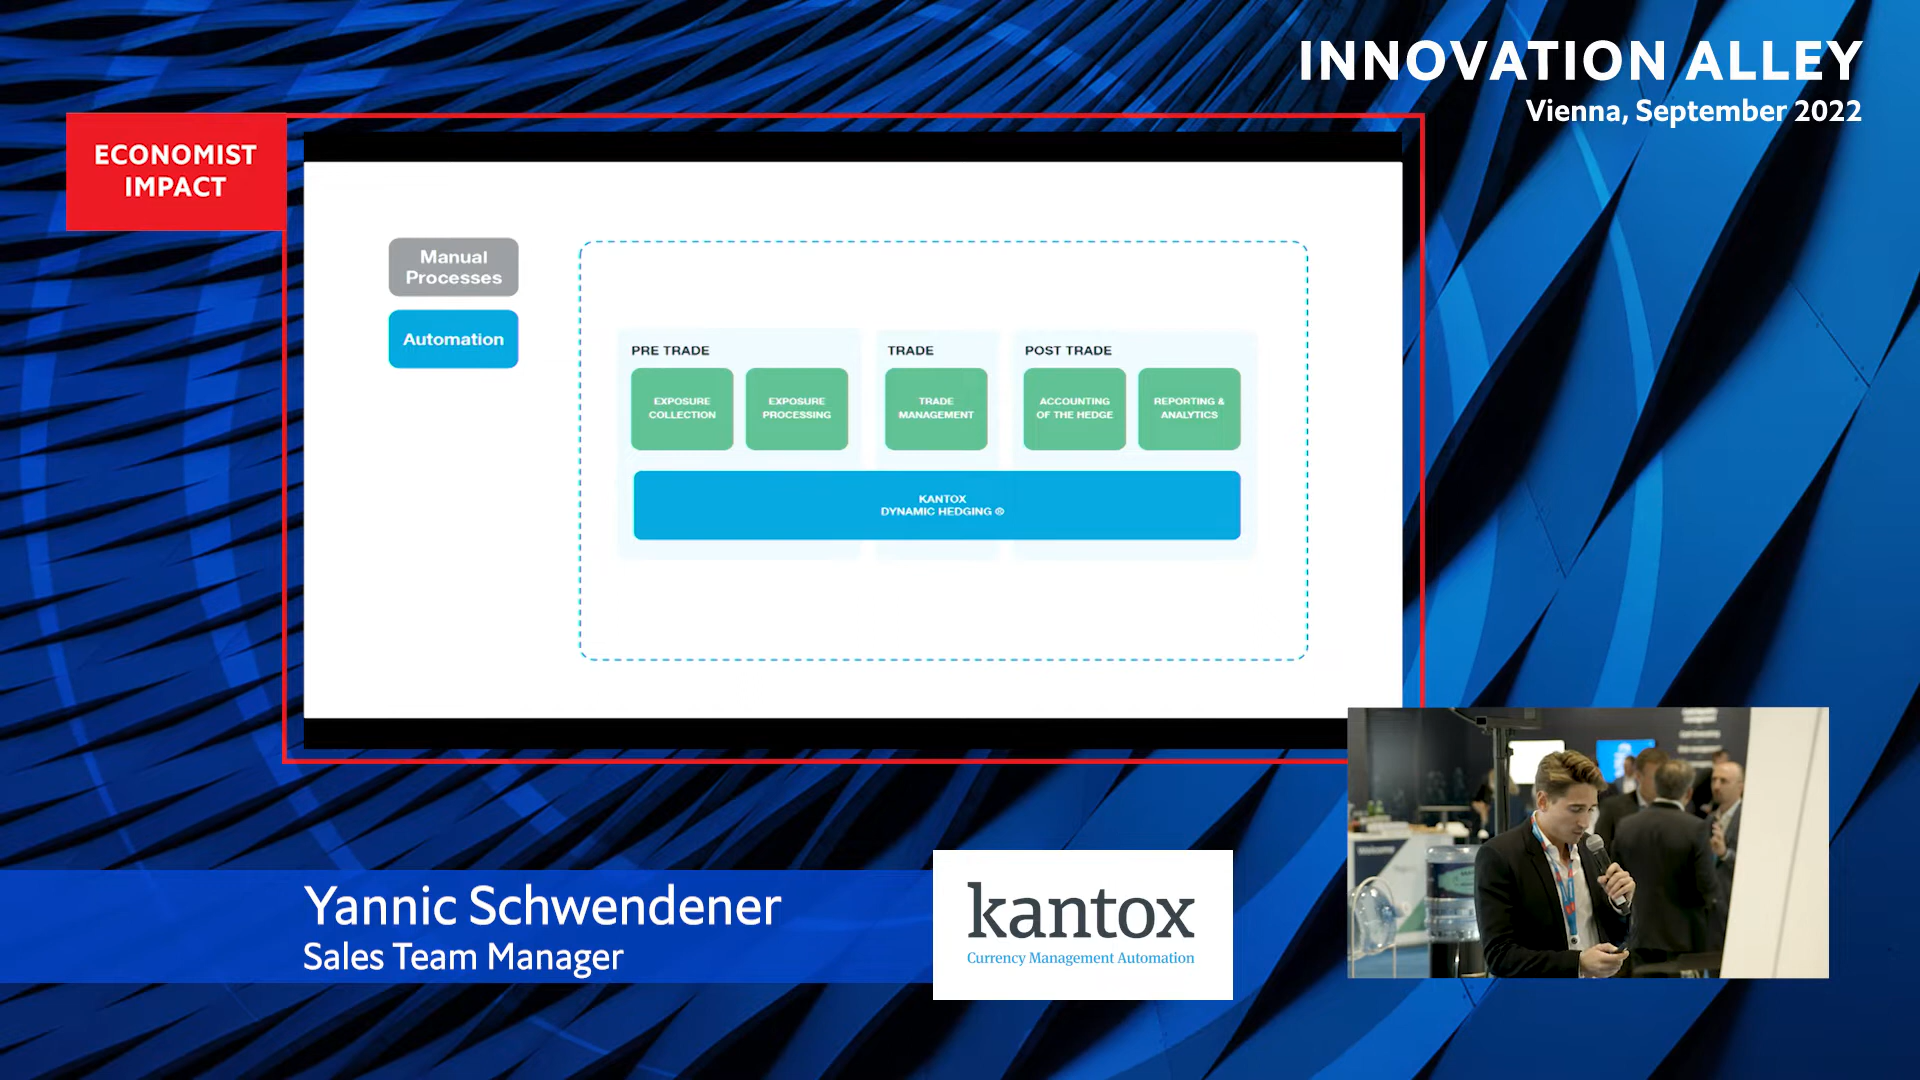 INNOVATION ALLEY
Vienna, September 2022
ECONOMIST
IMPACT
Manual
Processes
Automation
PRE TRADE
TRADE
POST TRADE
EXPOSURE
COLLECTION
EXPOSURE
PROCESSING
TRADE
MANAGEMENT
ACCOUNTING
OF THE HEDGE
REPORTING &
ANALYTICS
KANTOX
DYNAMIC HEDGING ®
Yannic Schwendener
Sales Team Manager
kantox
Currency Management Automation
Welcome